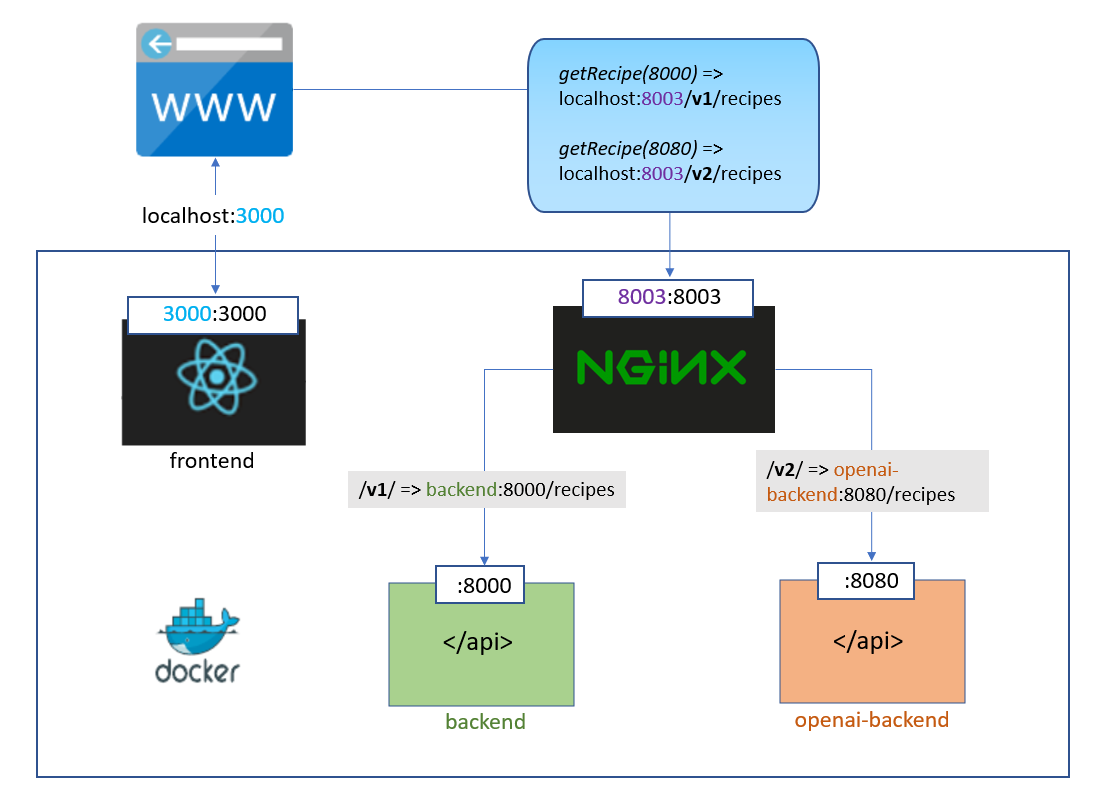 WWW
getRecipe(8000) =>
localhost:8003/v1/recipes
getRecipe(8080) =>
localhost:8003/v2/recipes
localhost:3000
3000:3000
8003:8003
NGiNX
frontend
/v1/ => backend:8000/recipes
/v2/ => openai-
backend:8080/recipes
:8000
:8080
</api>
</api>
docker
backend
openai-backend